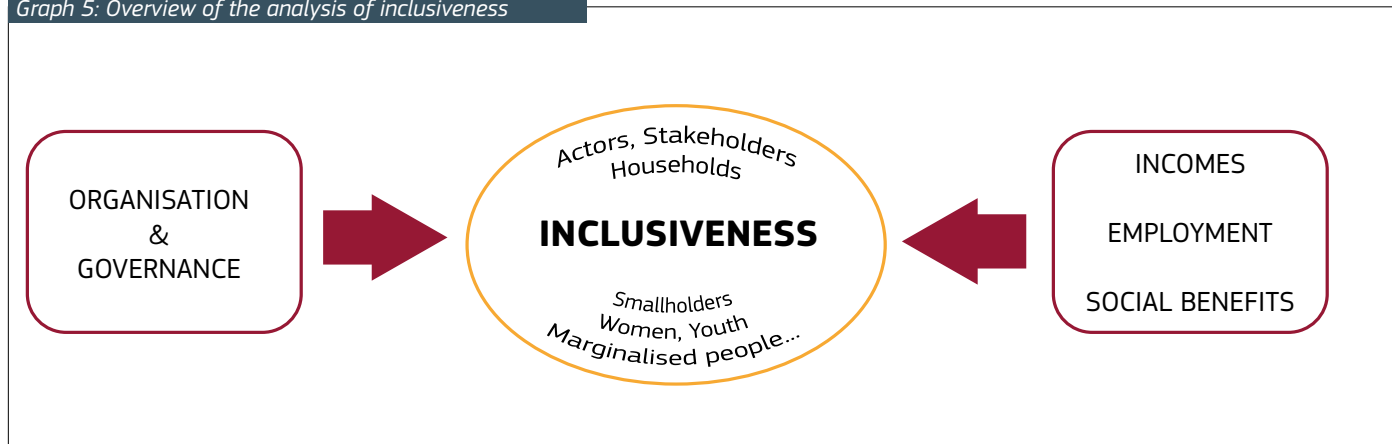 Graph 5: Overview of the analysis of inclusiveness
ORGANISATION
&
GOVERNANCE
Actors, Stakeholders
Households
INCLUSIVENESS
Smallholders
Women, Youth
Marginalised people...
INCOMES
EMPLOYMENT
SOCIAL BENEFITS